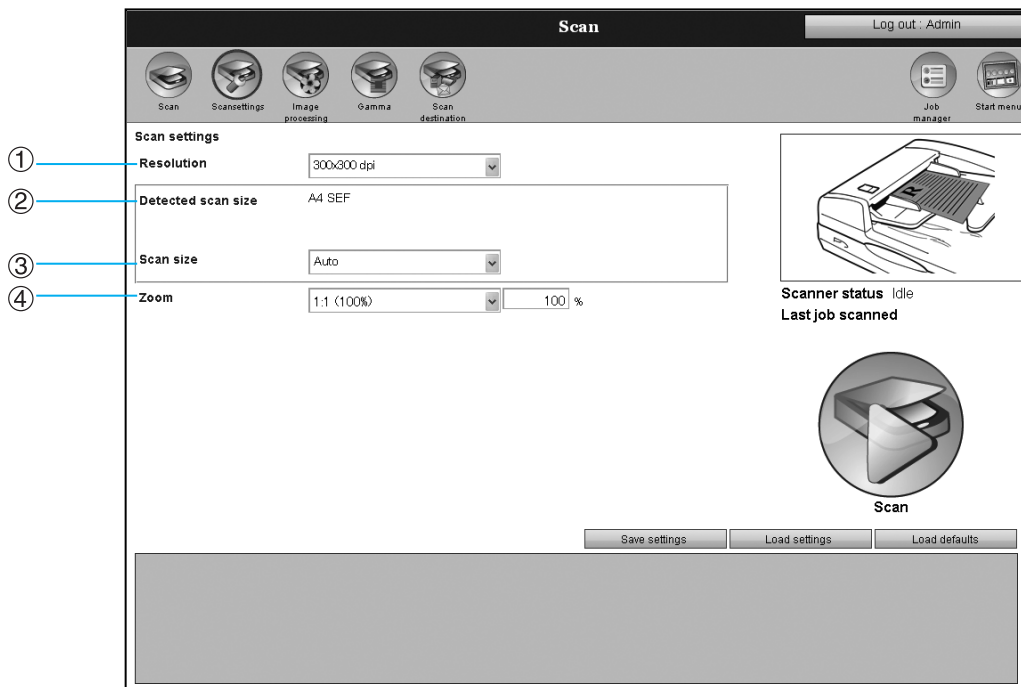 Scan
Log out : Admin
Scan
Scansettings
Image processing
Gamma
Scan destination
Job manager
Start menu
Scan settings
① Resolution 300x300 dpi
② Detected scan size A4 SEF
③ Scan size Auto
④ Zoom 1:1 (100%) 100 %
R
Scanner status Idle
Last job scanned
Scan
Save settings Load settings Load defaults